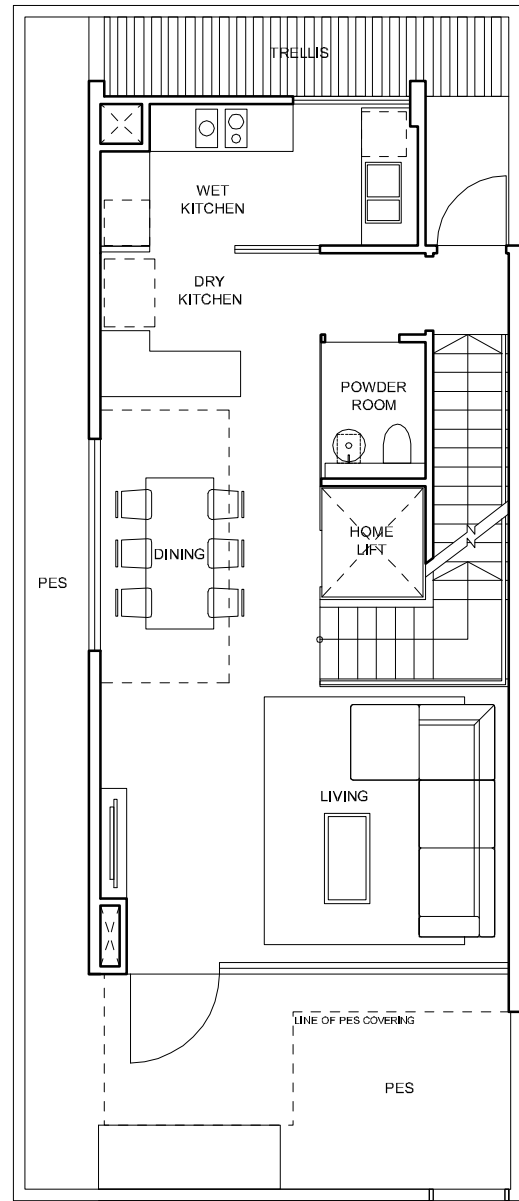 TRELLIS
WET
KITCHEN
DRY
KITCHEN
POWDER
ROOM
HOME
LIFT
DINING
PES
LIVING
LINE OF PES COVERING
PES